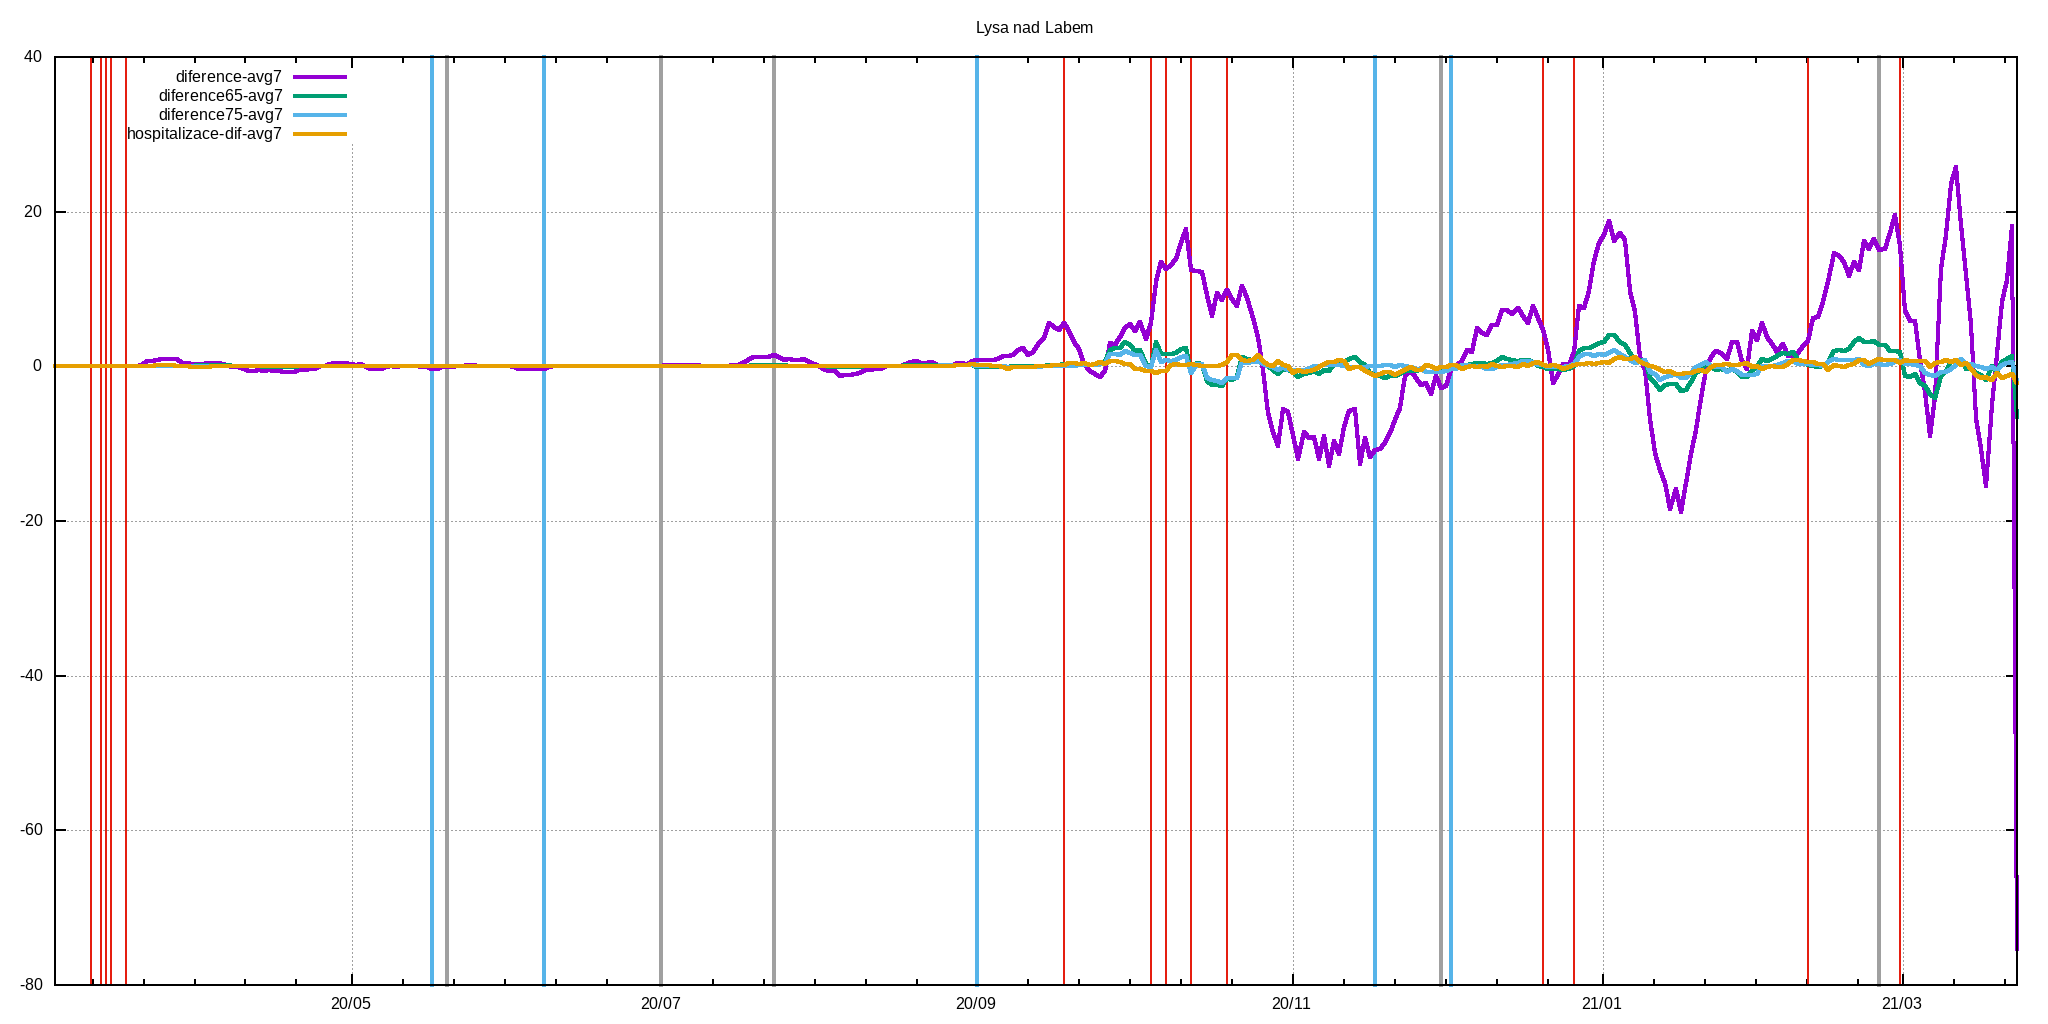 Lysa nad Labem
40
20
0
-20
-40
-60
-80
diference-avg7
diference65-avg7
diference75-avg7
hospitalizace-dif-avg7
20/05
20/07
20/09
20/11
21/01
21/03